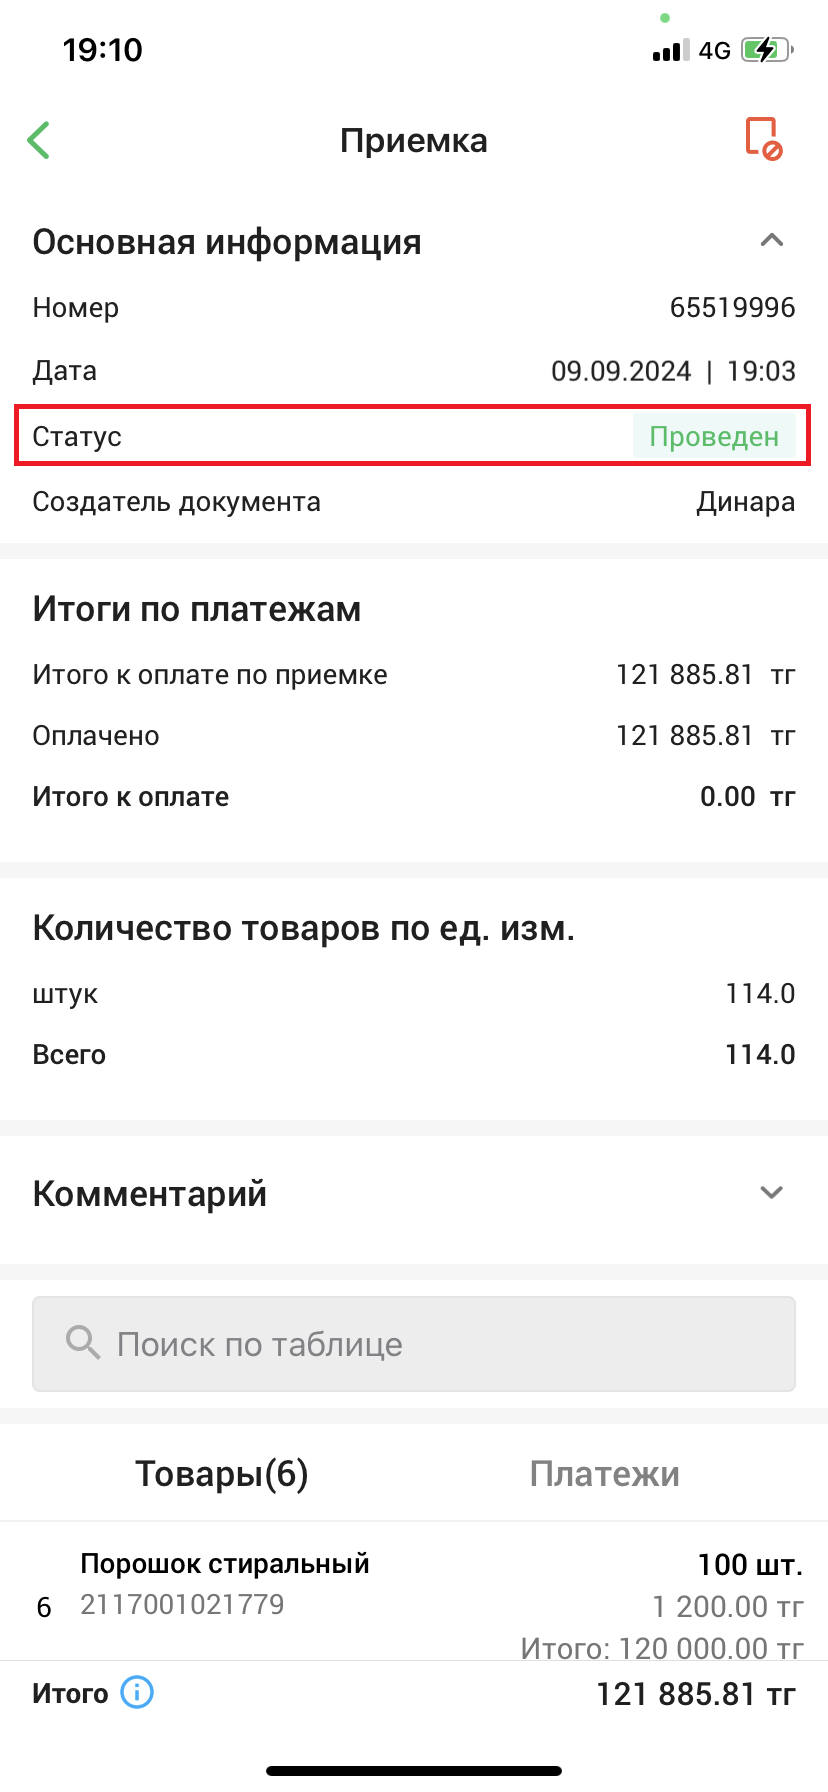 19:10
4G
Приемка
Основная информация
Номер 65519996
Дата 09.09.2024 | 19:03
Статус Проведен
Создатель документа Динара
Итоги по платежам
Итого к оплате по приемке 121 885.81 тг
Оплачено 121 885.81 тг
Итого к оплате 0.00 тг
Количество товаров по ед. изм.
штук 114.0
Всего 114.0
Комментарий
Поиск по таблице
Товары(6) Платежи
Порошок стиральный 100 шт.
6 2117001021779 1 200.00 тг
Итого: 120 000.00 тг
Итого 121 885.81 тг